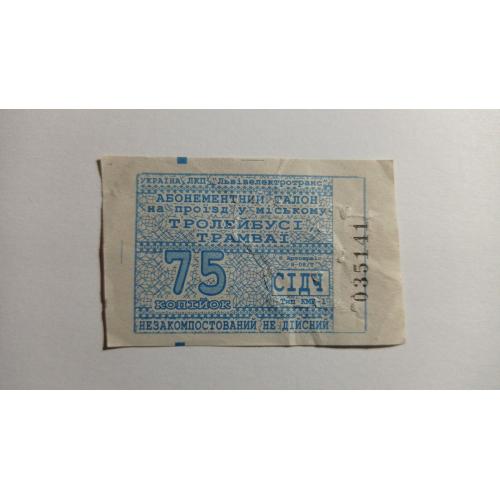 УКРАЇНА ЛКП "Львівелектротранс"
АБОНЕМЕНТНИЙ ТАЛОН
на проїзд у міському
ТРОЛЕЙБУСІ
ТРАМВАЇ
75
КОПІЙОК
СІДЧ
Тип КМР-1
НЕЗАКОМПОСТОВАНИЙ НЕ ДІЙСНИЙ
035141